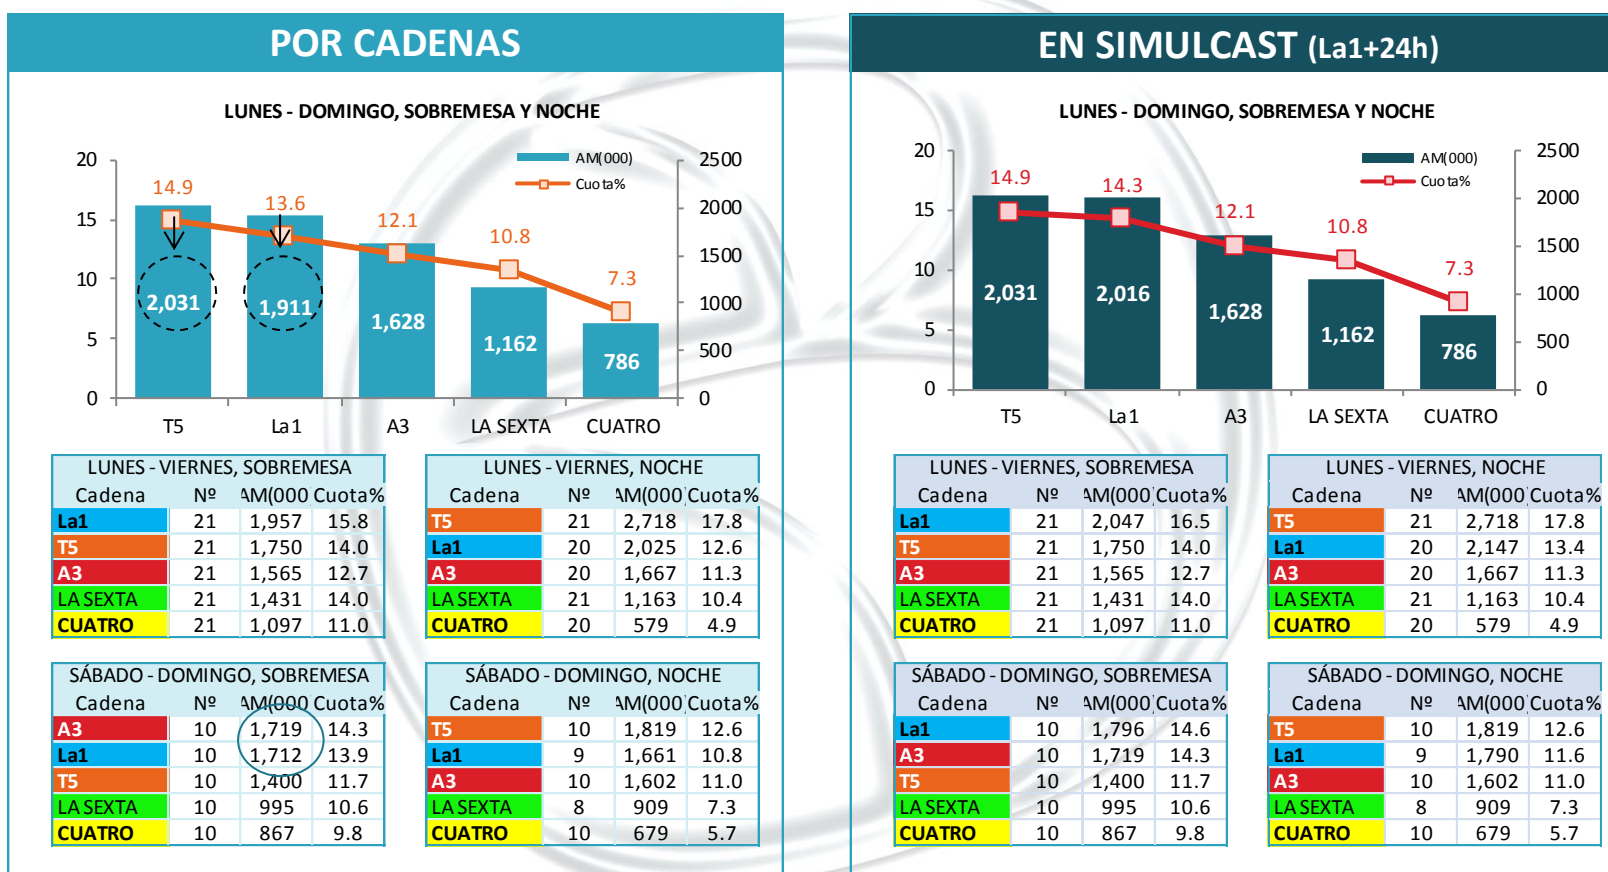 POR CADENAS
LUNES - DOMINGO, SOBREMESA Y NOCHE
AM(000)
Cuota%
20
15
10
5
0
2500
2000
1500
1000
500
0
14.9
13.6
12.1
10.8
7.3
2,031
1,911
1,628
1,162
786
T5 La1 A3 LA SEXTA CUATRO
LUNES - VIERNES, SOBREMESA
Cadena Nº AM(000) Cuota%
La1 21 1,957 15.8
T5 21 1,750 14.0
A3 21 1,565 12.7
LA SEXTA 21 1,431 14.0
CUATRO 21 1,097 11.0
LUNES - VIERNES, NOCHE
Cadena Nº AM(000) Cuota%
T5 21 2,718 17.8
La1 20 2,025 12.6
A3 20 1,667 11.3
LA SEXTA 21 1,163 10.4
CUATRO 20 579 4.9
SÁBADO - DOMINGO, SOBREMESA
Cadena Nº AM(000) Cuota%
A3 10 1,719 14.3
La1 10 1,712 13.9
T5 10 1,400 11.7
LA SEXTA 10 995 10.6
CUATRO 10 867 9.8
SÁBADO - DOMINGO, NOCHE
Cadena Nº AM(000) Cuota%
T5 10 1,819 12.6
La1 9 1,661 10.8
A3 10 1,602 11.0
LA SEXTA 8 909 7.3
CUATRO 10 679 5.7
EN SIMULCAST (La1+24h)
LUNES - DOMINGO, SOBREMESA Y NOCHE
AM(000)
Cuota%
20
15
10
5
0
2500
2000
1500
1000
500
0
14.9
14.3
12.1
10.8
7.3
2,031
2,016
1,628
1,162
786
T5 La1 A3 LA SEXTA CUATRO
LUNES - VIERNES, SOBREMESA
Cadena Nº AM(000) Cuota%
La1 21 2,047 16.5
T5 21 1,750 14.0
A3 21 1,565 12.7
LA SEXTA 21 1,431 14.0
CUATRO 21 1,097 11.0
LUNES - VIERNES, NOCHE
Cadena Nº AM(000) Cuota%
T5 21 2,718 17.8
La1 20 2,147 13.4
A3 20 1,667 11.3
LA SEXTA 21 1,163 10.4
CUATRO 20 579 4.9
SÁBADO - DOMINGO, SOBREMESA
Cadena Nº AM(000) Cuota%
La1 10 1,796 14.6
A3 10 1,719 14.3
T5 10 1,400 11.7
LA SEXTA 10 995 10.6
CUATRO 10 867 9.8
SÁBADO - DOMINGO, NOCHE
Cadena Nº AM(000) Cuota%
T5 10 1,819 12.6
La1 9 1,790 11.6
A3 10 1,602 11.0
LA SEXTA 8 909 7.3
CUATRO 10 679 5.7